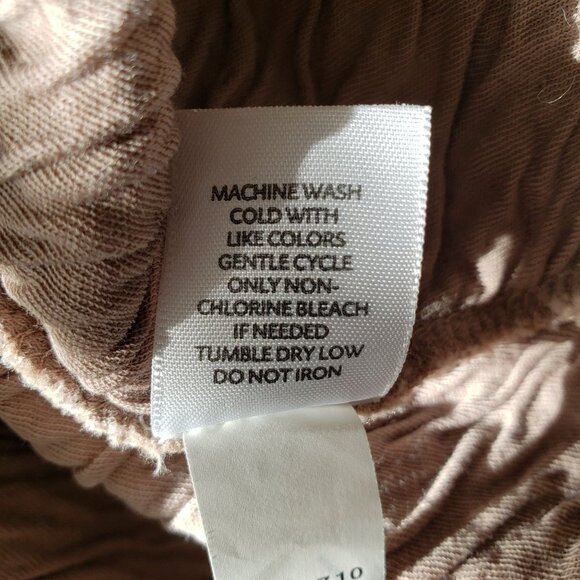 MACHINE WASH
COLD WITH
LIKE COLORS
GENTLE CYCLE
ONLY NON-
CHLORINE BLEACH
IF NEEDED
TUMBLE DRY LOW
DO NOT IRON